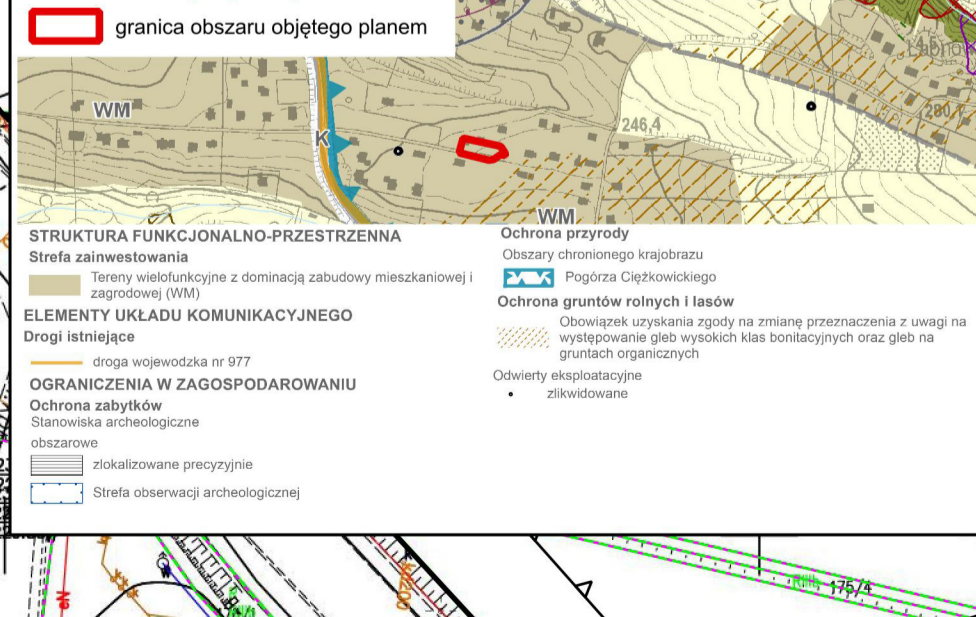 granica obszaru objętego planem
WM
K
246,4
280,1
WM
STRUKTURA FUNKCJONALNO-PRZESTRZENNA
Strefa zainwestowania
Tereny wielofunkcyjne z dominacją zabudowy mieszkaniowej i
zagrodowej (WM)
ELEMENTY UKŁADU KOMUNIKACYJNEGO
Drogi istniejące
droga wojewodzka nr 977
OGRANICZENIA W ZAGOSPODAROWANIU
Ochrona zabytków
Stanowiska archeologiczne
obszarowe
zlokalizowane precyzyjnie
Strefa obserwacji archeologicznej
Ochrona przyrody
Obszary chronionego krajobrazu
Pogórza Ciężkowickiego
Ochrona gruntów rolnych i lasów
Obowiązek uzyskania zgody na zmianę przeznaczenia z uwagi na
występowanie gleb wysokich klas bonitacyjnych oraz gleb na
gruntach organicznych
Odwierty eksploatacyjne
zlikwidowane
eN
175/4